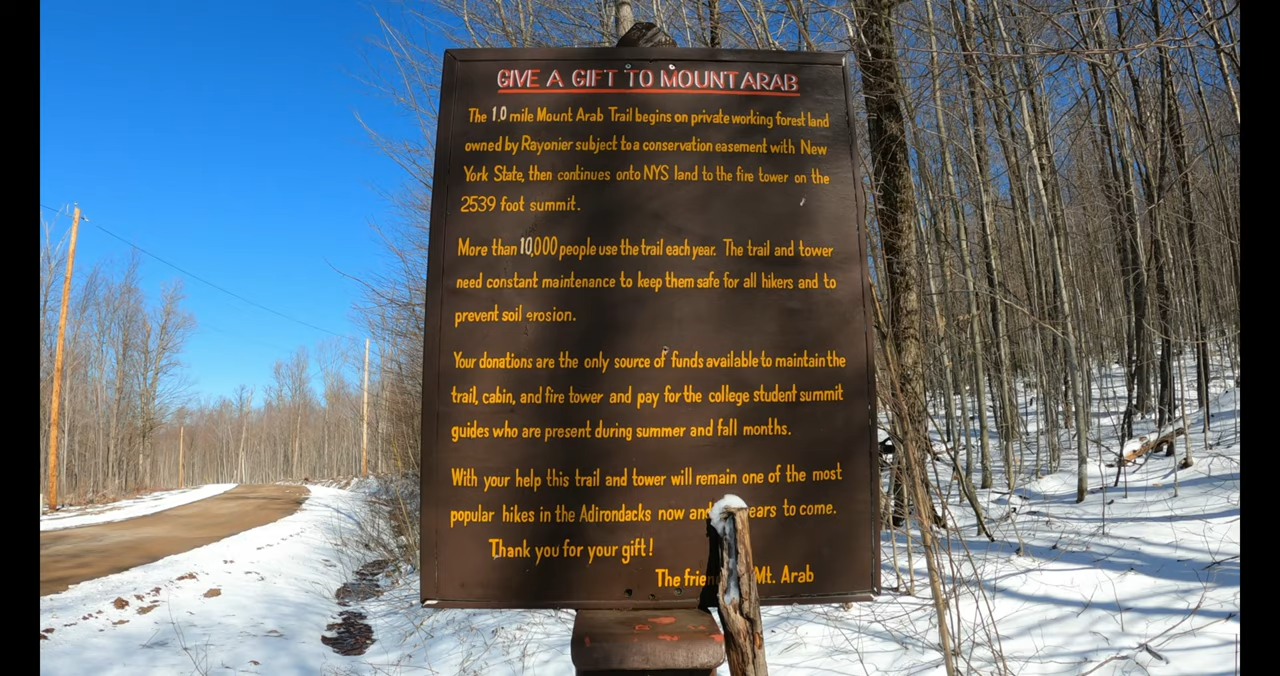 GIVE A GIFT TO MOUNT ARAB
The 1.0 mile Mount Arab Trail begins on private working forest land
owned by Rayonier subject to a conservation easement with New
York State, then continues onto NYS land to the fire tower on the
2539 foot summit.
More than 10,000 people use the trail each year. The trail and tower
need constant maintenance to keep them safe for all hikers and to
prevent soil erosion.
Your donations are the only source of funds available to maintain the
trail, cabin, and fire tower and pay for the college student summit
guides who are present during summer and fall months.
With your help this trail and tower will remain one of the most
popular hikes in the Adirondacks now and to come.
Thank you for your gift!
The Mt. Arab